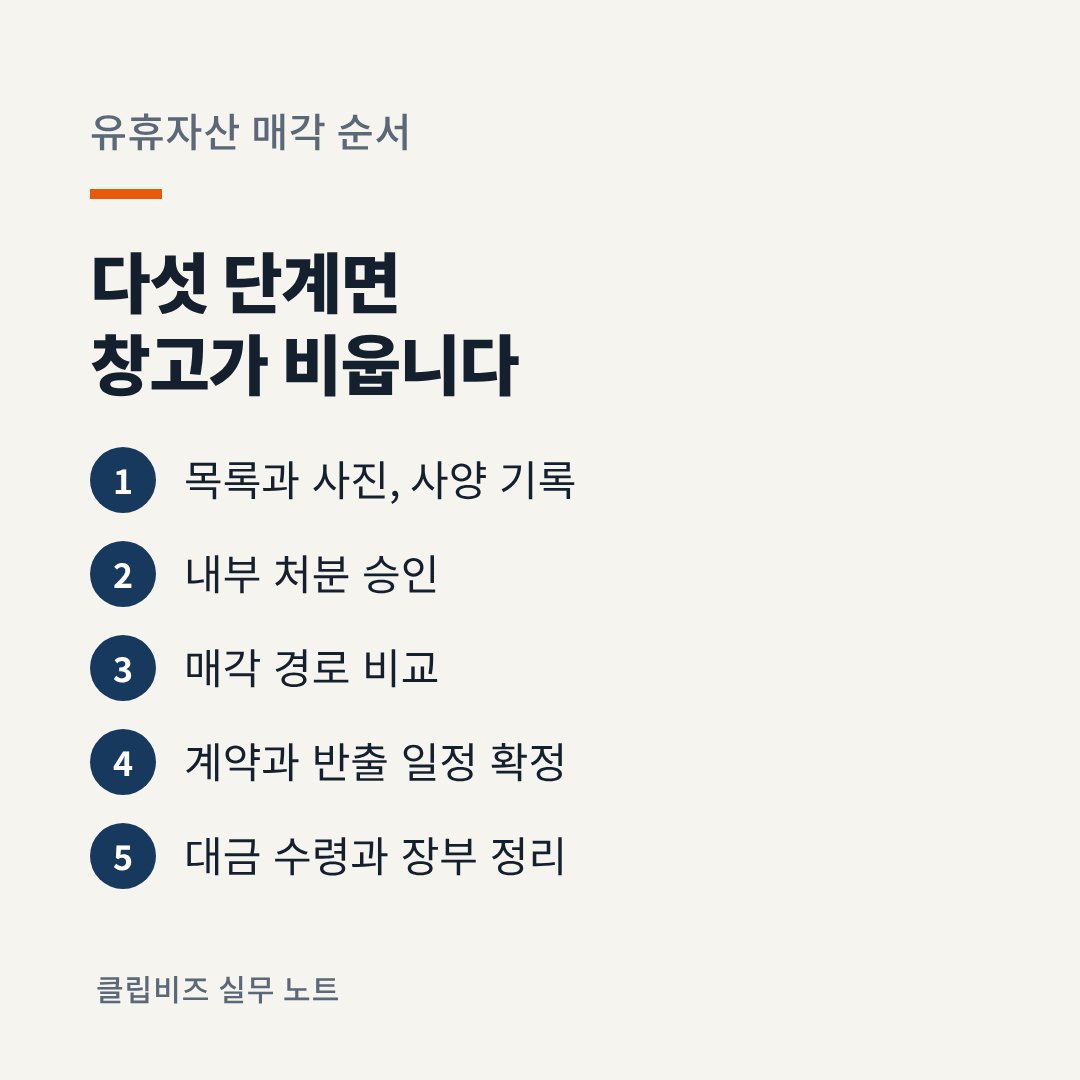 유휴자산 매각 순서
다섯 단계면
창고가 비웁니다
1 목록과 사진, 사양 기록
2 내부 처분 승인
3 매각 경로 비교
4 계약과 반출 일정 확정
5 대금 수령과 장부 정리
클립비즈 실무 노트